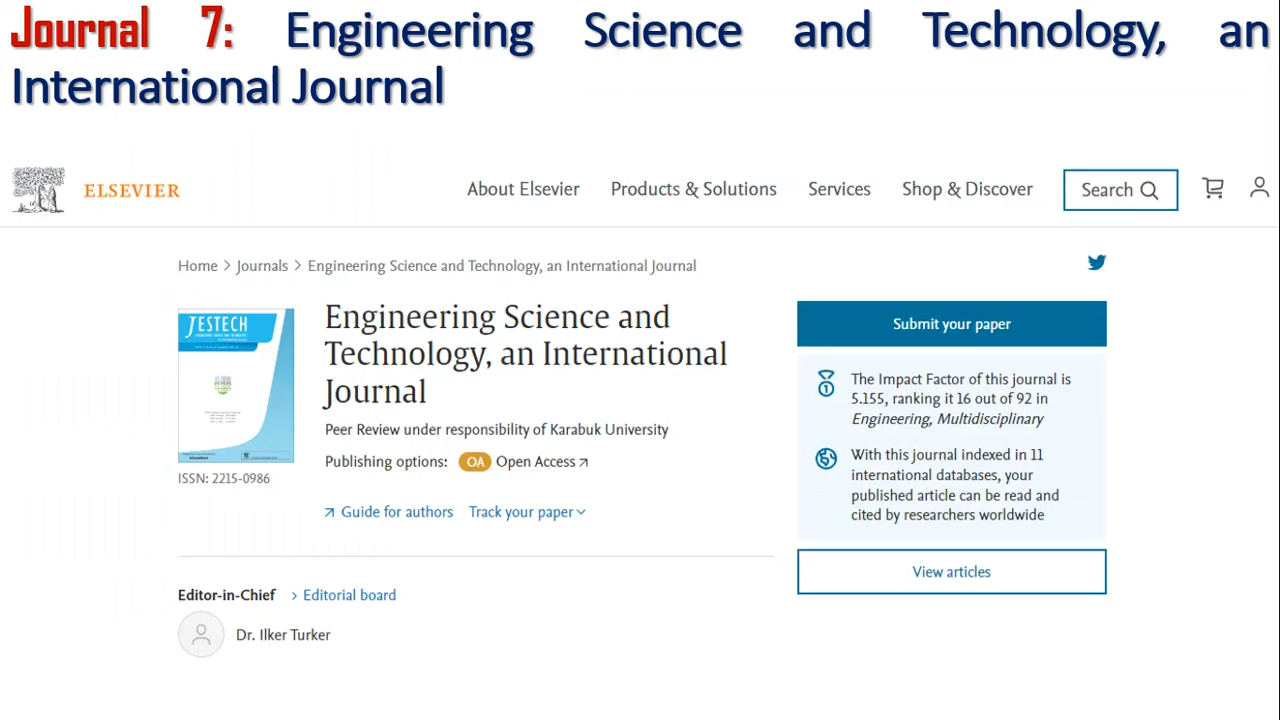 Journal 7: Engineering Science and Technology, an
International Journal
ELSEVIER
About Elsevier Products & Solutions Services Shop & Discover Search
Home > Journals > Engineering Science and Technology, an International Journal
JESTECH
ISSN: 2215-0986
Engineering Science and
Technology, an International
Journal
Peer Review under responsibility of Karabuk University
Publishing options: OA Open Access
Guide for authors Track your paper
Submit your paper
The Impact Factor of this journal is
5.155, ranking it 16 out of 92 in
Engineering, Multidisciplinary
With this journal indexed in 11
international databases, your
published article can be read and
cited by researchers worldwide
View articles
Editor-in-Chief > Editorial board
Dr. Ilker Turker